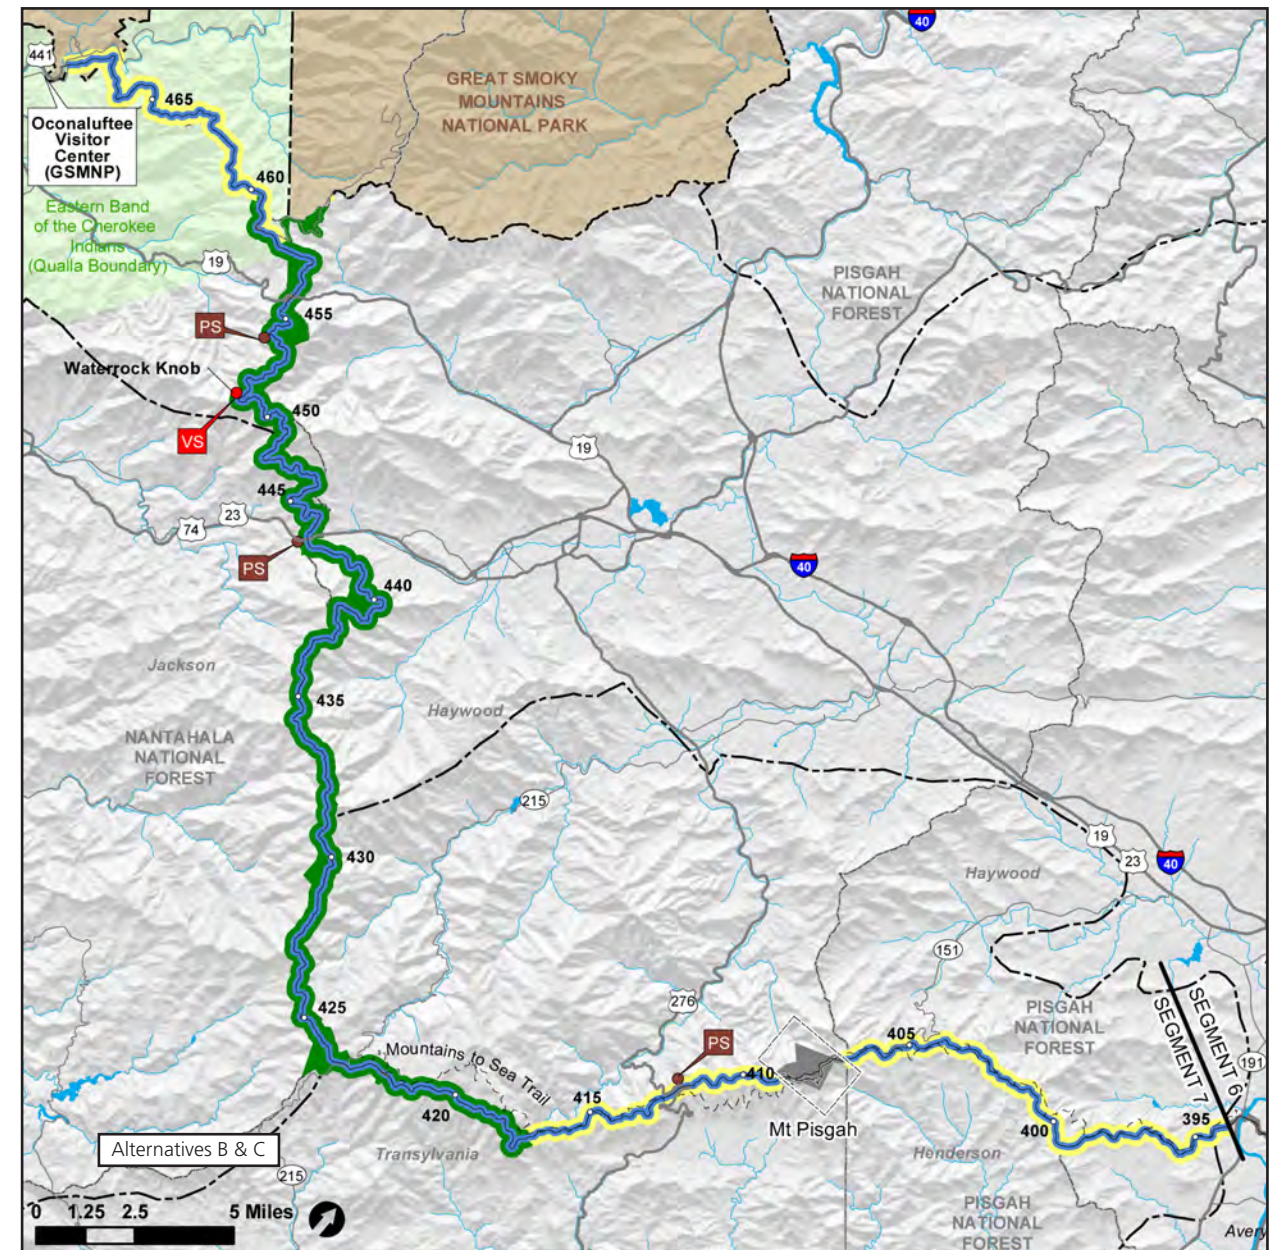 40
441
GREAT SMOKY
MOUNTAINS
NATIONAL PARK
465
Oconaluftee
Visitor
Center
(GSMNP)
460
Eastern Band
of the Cherokee
Indians
(Qualla Boundary)
19
PISGAH
NATIONAL
FOREST
455
PS
Waterrock Knob
450
VS
19
445
23
74
PS
40
440
Jackson
435
Haywood
NANTAHALA
NATIONAL
FOREST
215
19
23
40
430
Haywood
151
276
425
PISGAH
NATIONAL
FOREST
SEGMENT 6
SEGMENT 7
PS
405
191
Mountains to Sea Trail
410
415
420
Mt Pisgah
400
395
Alternatives B & C
Transylvania
Henderson
215
PISGAH
NATIONAL
FOREST
0 1.25 2.5 5 Miles
Avery